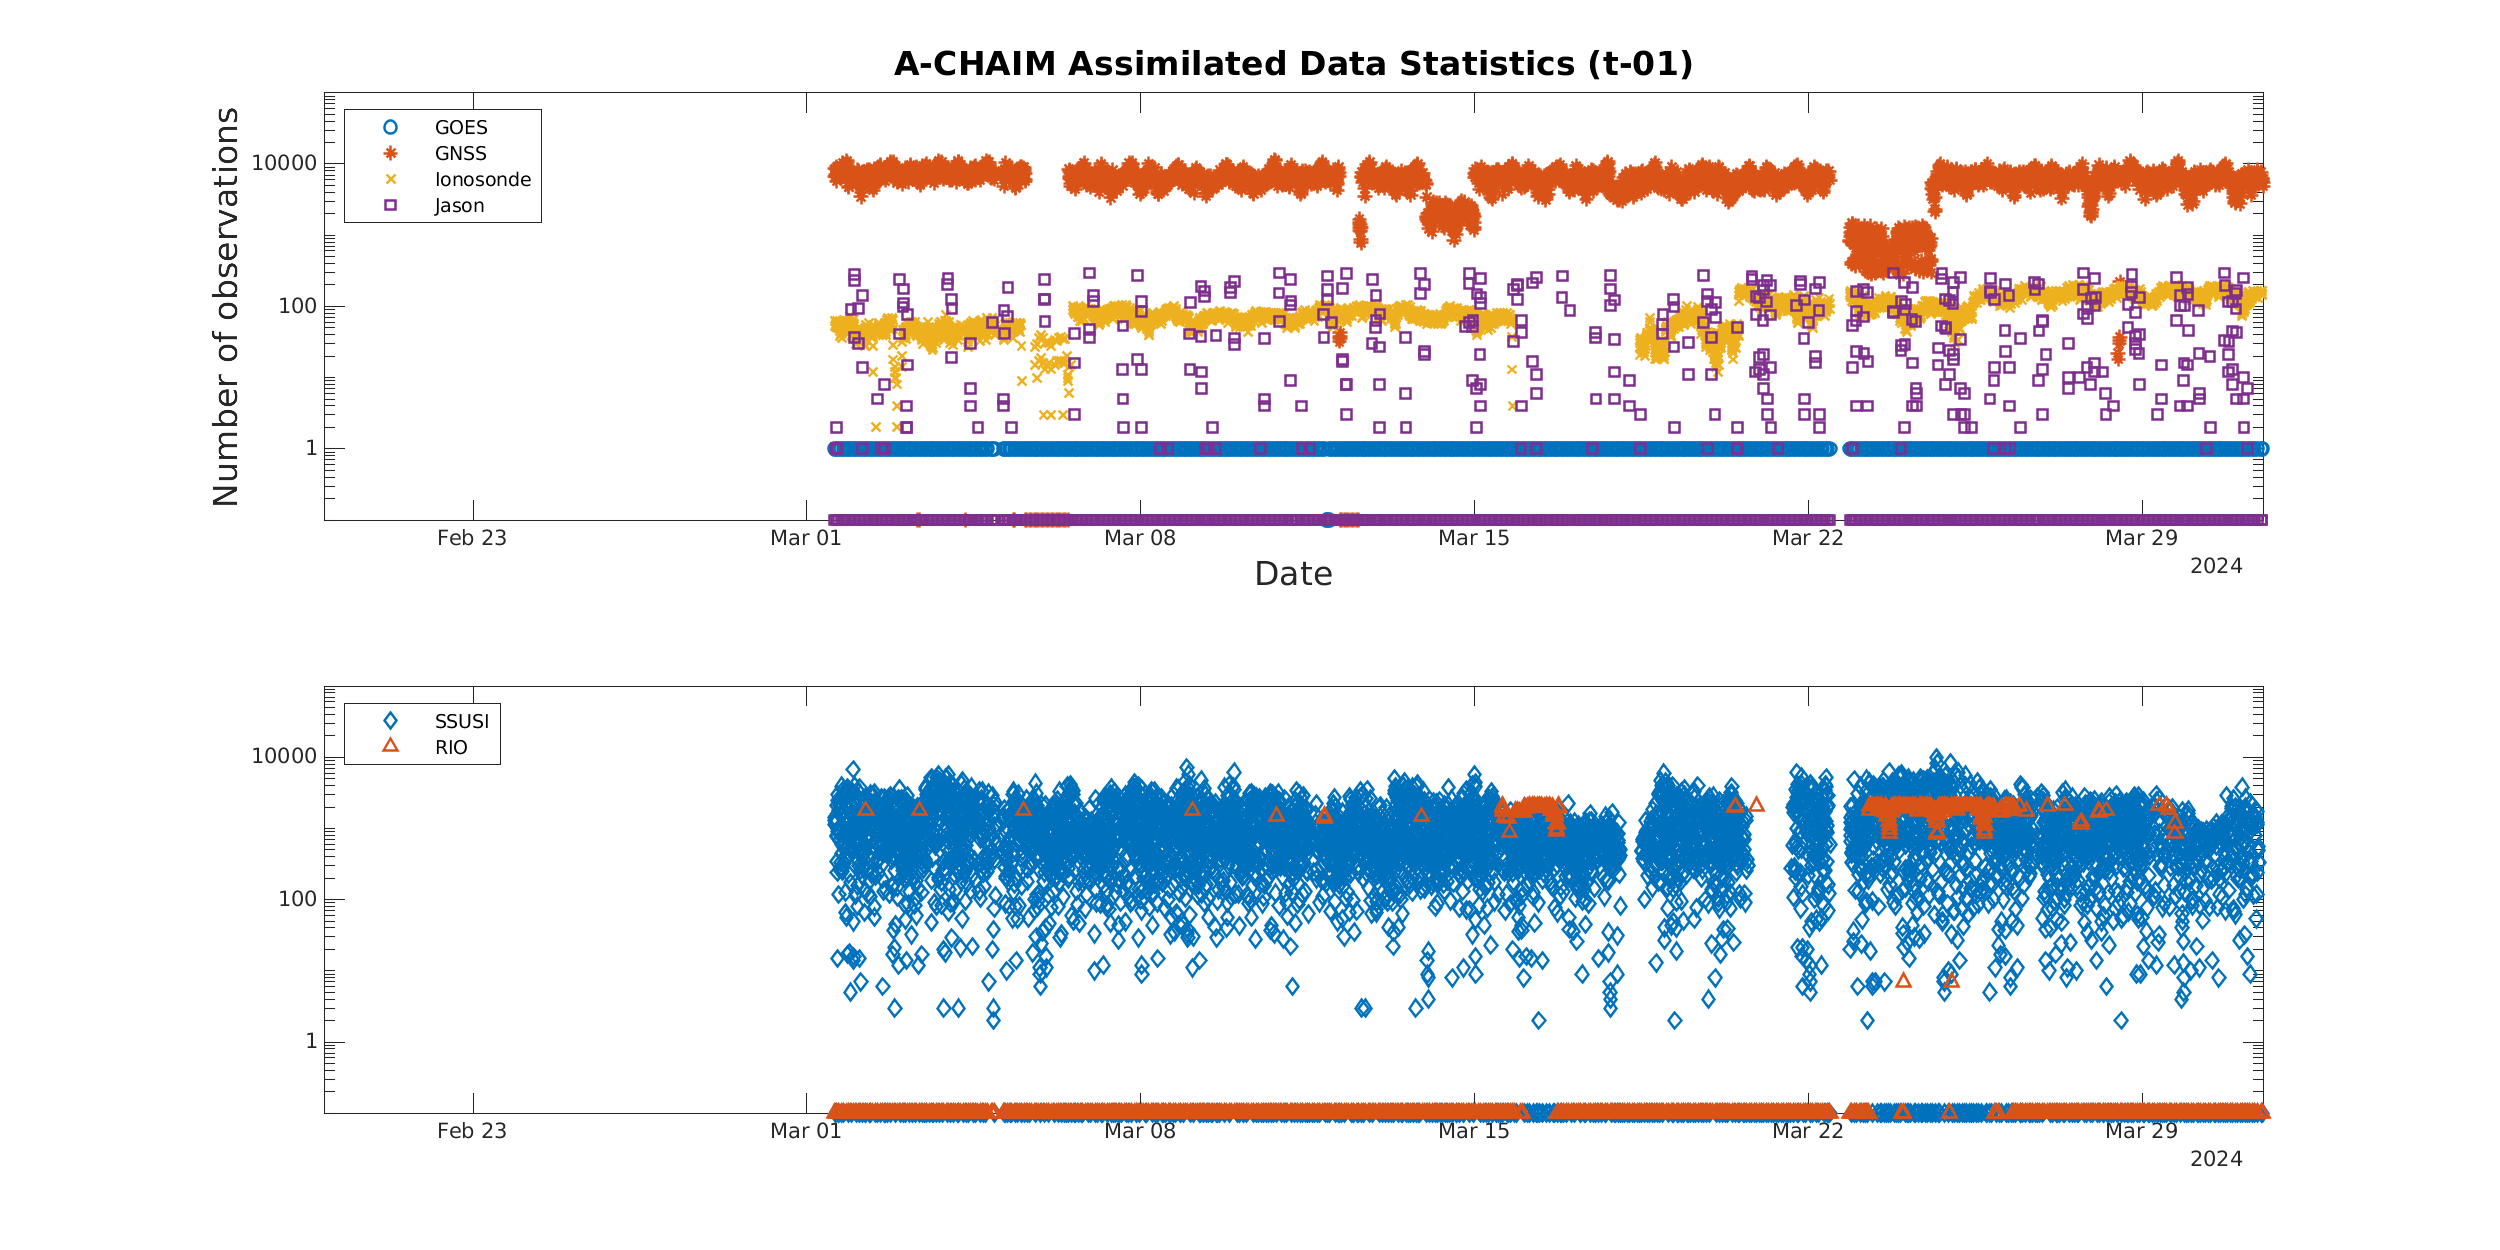 A-CHAIM Assimilated Data Statistics (t-01)
Number of observations
GOES
GNSS
Ionosonde
Jason
10000
100
1
Feb 23
Mar 01
Mar 08
Mar 15
Mar 22
Mar 29
2024
Date
SSUSI
RIO
10000
100
1
Feb 23
Mar 01
Mar 08
Mar 15
Mar 22
Mar 29
2024